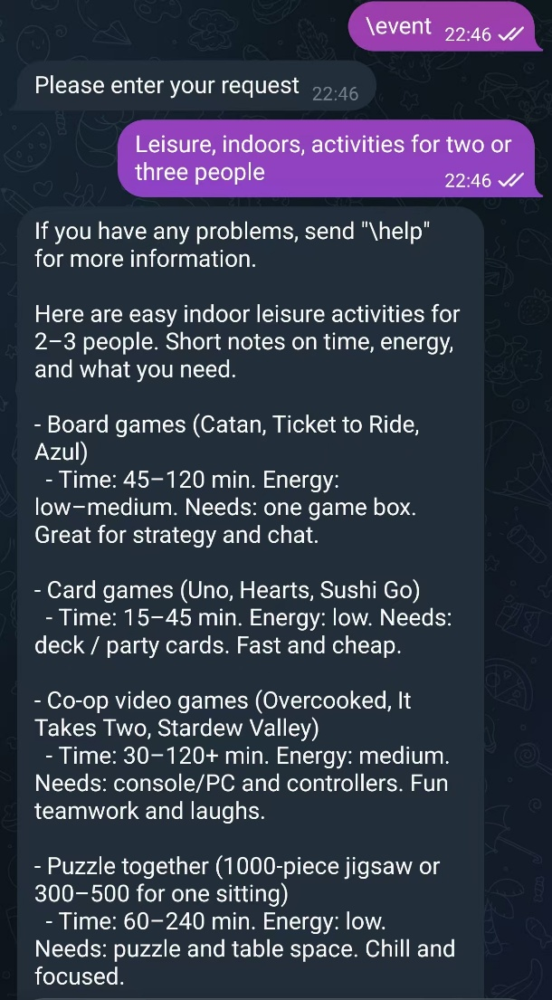 \event 22:46
Please enter your request 22:46
Leisure, indoors, activities for two or
three people 22:46
If you have any problems, send "\help"
for more information.
Here are easy indoor leisure activities for
2–3 people. Short notes on time, energy,
and what you need.
- Board games (Catan, Ticket to Ride,
Azul)
- Time: 45–120 min. Energy:
low–medium. Needs: one game box.
Great for strategy and chat.
- Card games (Uno, Hearts, Sushi Go)
- Time: 15–45 min. Energy: low. Needs:
deck / party cards. Fast and cheap.
- Co-op video games (Overcooked, It
Takes Two, Stardew Valley)
- Time: 30–120+ min. Energy: medium.
Needs: console/PC and controllers. Fun
teamwork and laughs.
- Puzzle together (1000-piece jigsaw or
300–500 for one sitting)
- Time: 60–240 min. Energy: low.
Needs: puzzle and table space. Chill and
focused.